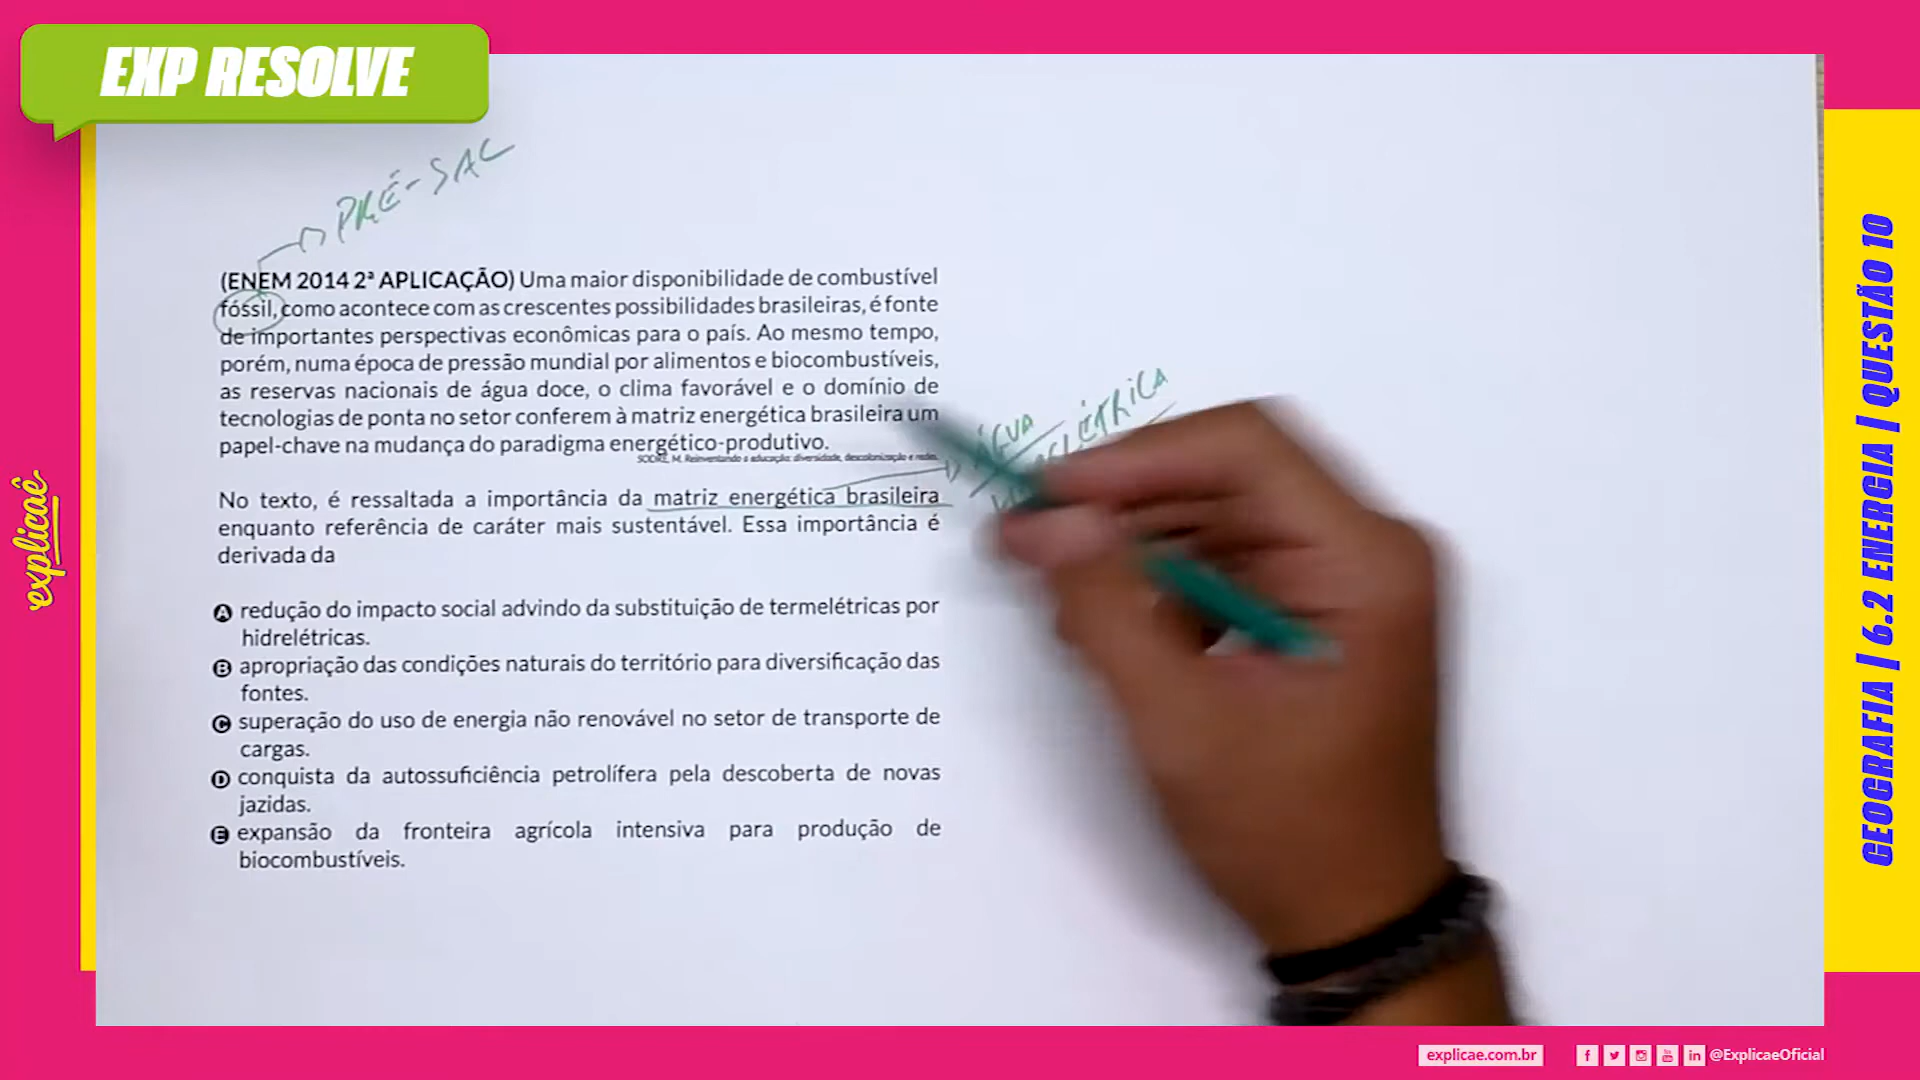 EXP RESOLVE
PRÉ-SAL
(ENEM 2014 2ª APLICAÇÃO) Uma maior disponibilidade de combustível
fóssil, como acontece com as crescentes possibilidades brasileiras, é fonte
de importantes perspectivas econômicas para o país. Ao mesmo tempo,
porém, numa época de pressão mundial por alimentos e biocombustíveis,
as reservas nacionais de água doce, o clima favorável e o domínio de
tecnologias de ponta no setor conferem à matriz energética brasileira um
papel-chave na mudança do paradigma energético-produtivo.
SODRÉ, M. Reinventando a educação: diversidade, descolonização e redes.
ÁGUA
No texto, é ressaltada a importância da matriz energética brasileira
enquanto referência de caráter mais sustentável. Essa importância é
derivada da
A redução do impacto social advindo da substituição de termelétricas por
hidrelétricas.
B apropriação das condições naturais do território para diversificação das
fontes.
C superação do uso de energia não renovável no setor de transporte de
cargas.
D conquista da autossuficiência petrolífera pela descoberta de novas
jazidas.
E expansão da fronteira agrícola intensiva para produção de
biocombustíveis.
explicaê
GEOGRAFIA | 6.2 ENERGIA | QUESTÃO 10
explicae.com.br
@ExplicaeOficial